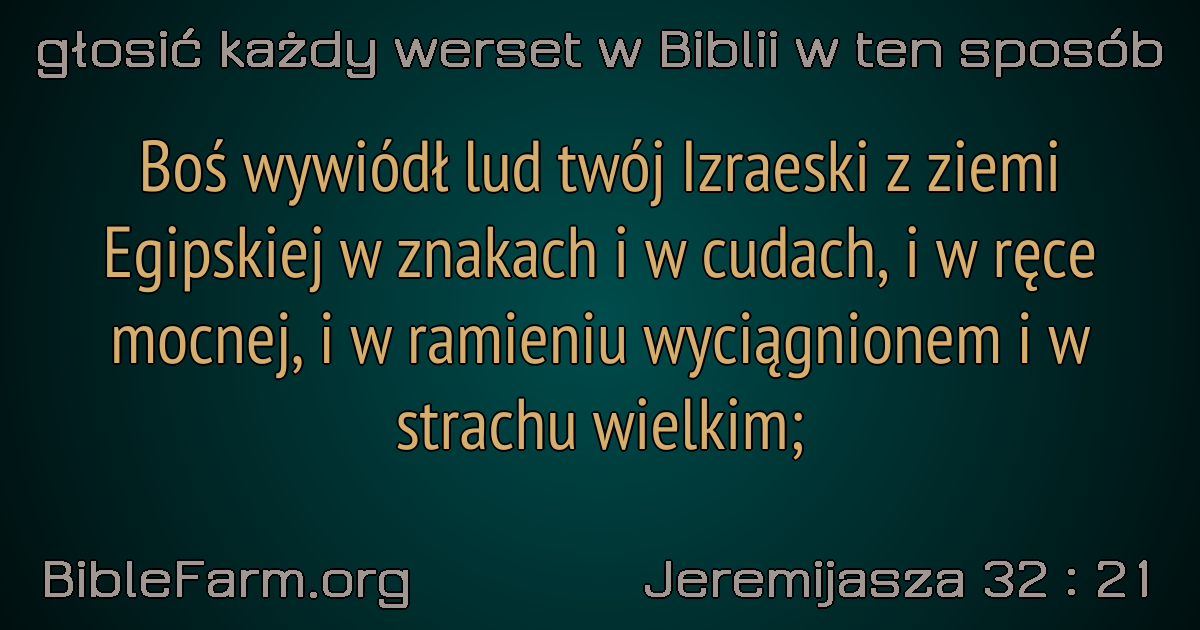 głosić każdy werset w Biblii w ten sposób
Boś wywiódł lud twój Izraeski z ziemi
Egipskiej w znakach i w cudach, i w ręce
mocnej, i w ramieniu wyciągnionem i w
strachu wielkim;
BibleFarm.org
Jeremijasza 32 : 21